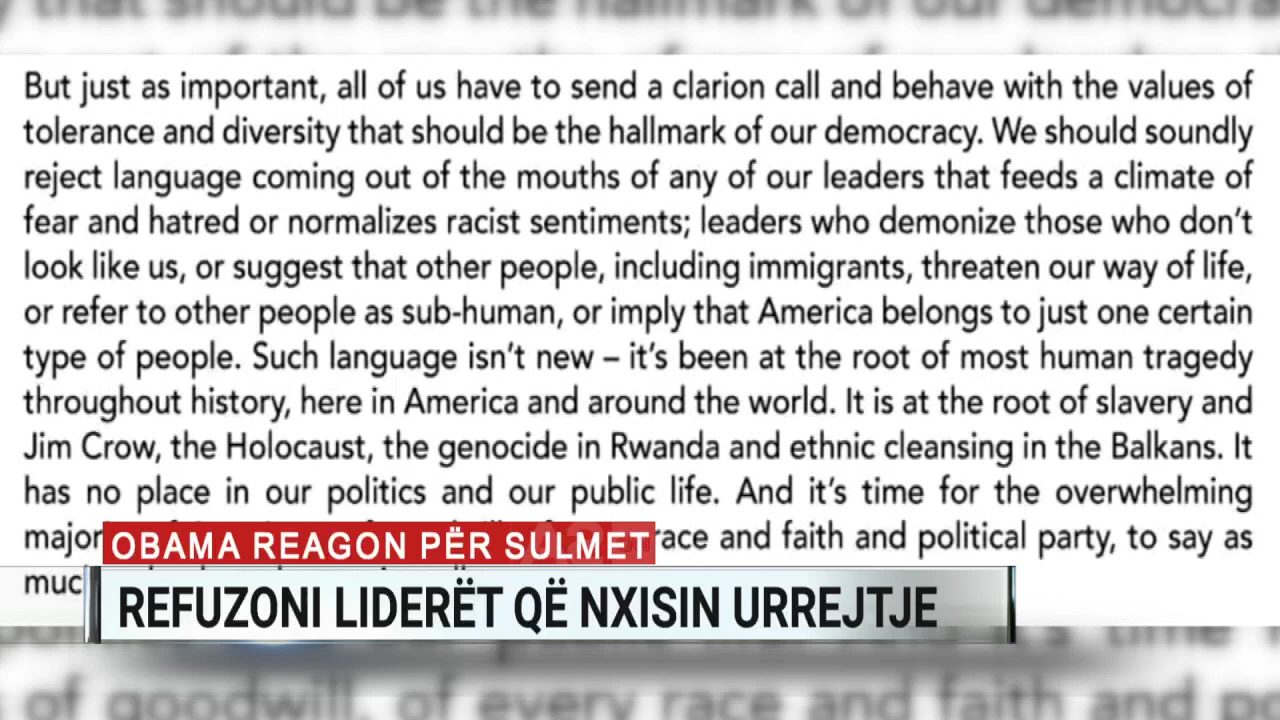 But just as important, all of us have to send a clarion call and behave with the values of
tolerance and diversity that should be the hallmark of our democracy. We should soundly
reject language coming out of the mouths of any of our leaders that feeds a climate of
fear and hatred or normalizes racist sentiments; leaders who demonize those who don't
look like us, or suggest that other people, including immigrants, threaten our way of life,
or refer to other people as sub-human, or imply that America belongs to just one certain
type of people. Such language isn't new – it's been at the root of most human tragedy
throughout history, here in America and around the world. It is at the root of slavery and
Jim Crow, the Holocaust, the genocide in Rwanda and ethnic cleansing in the Balkans. It
has no place in our politics and our public life. And it's time for the overwhelming
race and faith and political party, to say as
OBAMA REAGON PËR SULMET
REFUZONI LIDERËT QË NXISIN URREJTJE
of goodwill, of every race and faith and